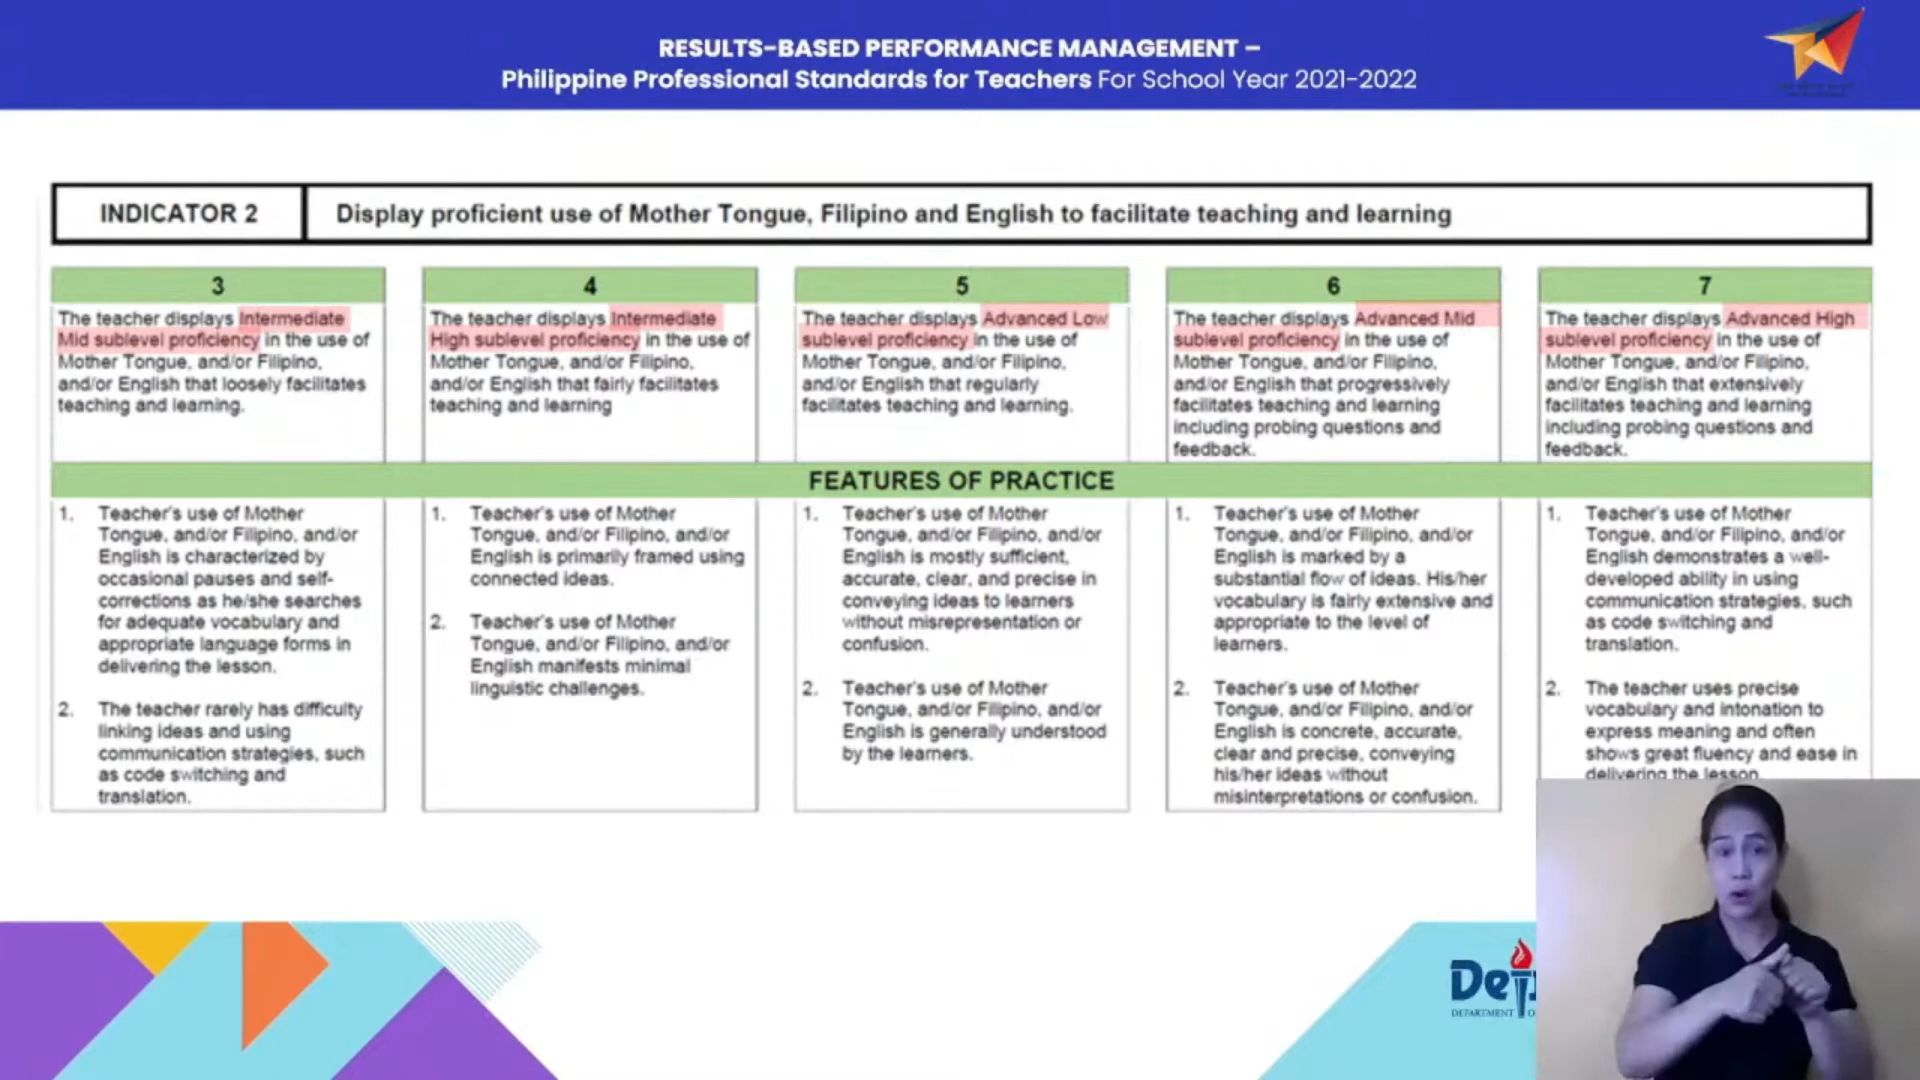 RESULTS-BASED PERFORMANCE MANAGEMENT –
Philippine Professional Standards for Teachers For School Year 2021-2022
INDICATOR 2
Display proficient use of Mother Tongue, Filipino and English to facilitate teaching and learning
3
The teacher displays Intermediate
Mid sublevel proficiency in the use of
Mother Tongue, and/or Filipino,
and/or English that loosely facilitates
teaching and learning.
4
The teacher displays Intermediate
High sublevel proficiency in the use of
Mother Tongue, and/or Filipino,
and/or English that fairly facilitates
teaching and learning
5
The teacher displays Advanced Low
sublevel proficiency in the use of
Mother Tongue, and/or Filipino,
and/or English that regularly
facilitates teaching and learning.
6
The teacher displays Advanced Mid
sublevel proficiency in the use of
Mother Tongue, and/or Filipino,
and/or English that progressively
facilitates teaching and learning
including probing questions and
feedback.
7
The teacher displays Advanced High
sublevel proficiency in the use of
Mother Tongue, and/or Filipino,
and/or English that extensively
facilitates teaching and learning
including probing questions and
feedback.
FEATURES OF PRACTICE
1. Teacher's use of Mother
Tongue, and/or Filipino, and/or
English is characterized by
occasional pauses and self-
corrections as he/she searches
for adequate vocabulary and
appropriate language forms in
delivering the lesson.
2. The teacher rarely has difficulty
linking ideas and using
communication strategies, such
as code switching and
translation.
1. Teacher's use of Mother
Tongue, and/or Filipino, and/or
English is primarily framed using
connected ideas.
2. Teacher's use of Mother
Tongue, and/or Filipino, and/or
English manifests minimal
linguistic challenges.
1. Teacher's use of Mother
Tongue, and/or Filipino, and/or
English is mostly sufficient,
accurate, clear, and precise in
conveying ideas to learners
without misrepresentation or
confusion.
2. Teacher's use of Mother
Tongue, and/or Filipino, and/or
English is generally understood
by the learners.
1. Teacher's use of Mother
Tongue, and/or Filipino, and/or
English is marked by a
substantial flow of ideas. His/her
vocabulary is fairly extensive and
appropriate to the level of
learners.
2. Teacher's use of Mother
Tongue, and/or Filipino, and/or
English is concrete, accurate,
clear and precise, conveying
his/her ideas without
misinterpretations or confusion.
1. Teacher's use of Mother
Tongue, and/or Filipino, and/or
English demonstrates a well-
developed ability in using
communication strategies, such
as code switching and
translation.
2. The teacher uses precise
vocabulary and intonation to
express meaning and often
shows great fluency and ease in
delivering the lesson.
De
DEPARTMENT O